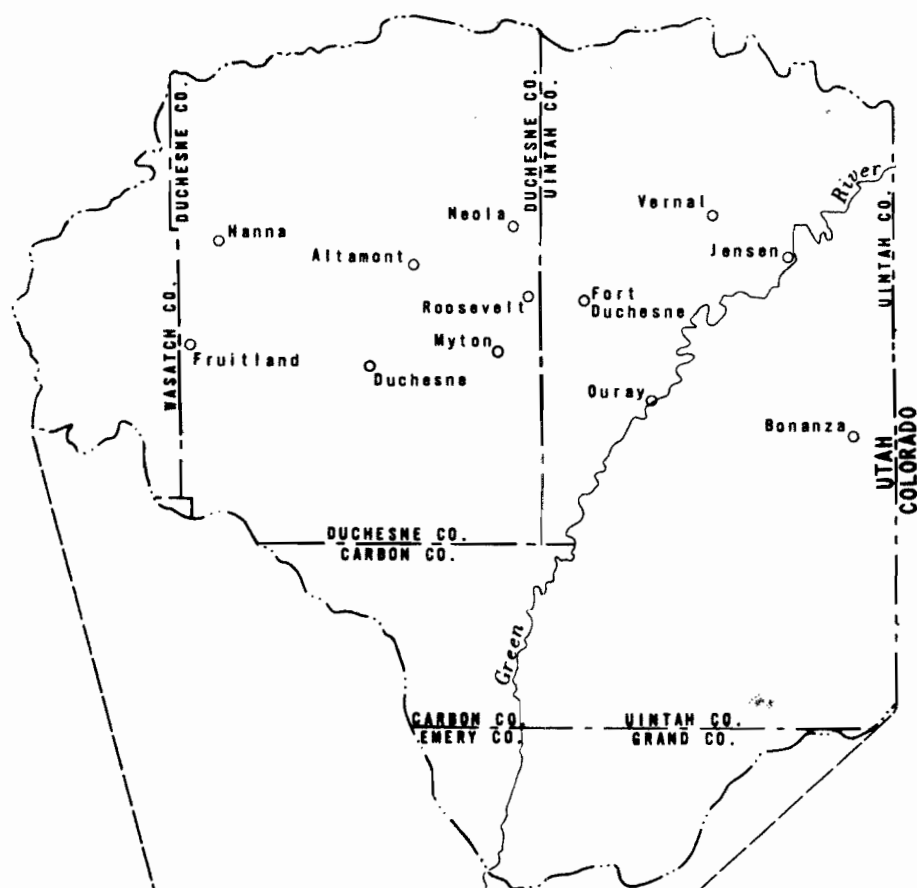 DUCHESNE CO.
DUCHESNE CO.
UINTAH CO.
River
UINTAH CO.
Vernal
Neola
Hanna
Altamont
Jensen
Roosevelt
Fort
Duchesne
Myton
WASATCH CO.
Fruitland
Duchesne
Ouray
Bonanza
UTAH
COLORADO
DUCHESNE CO.
CARBON CO.
Green
CARBON CO.
EMERY CO.
UINTAH CO.
GRAND CO.